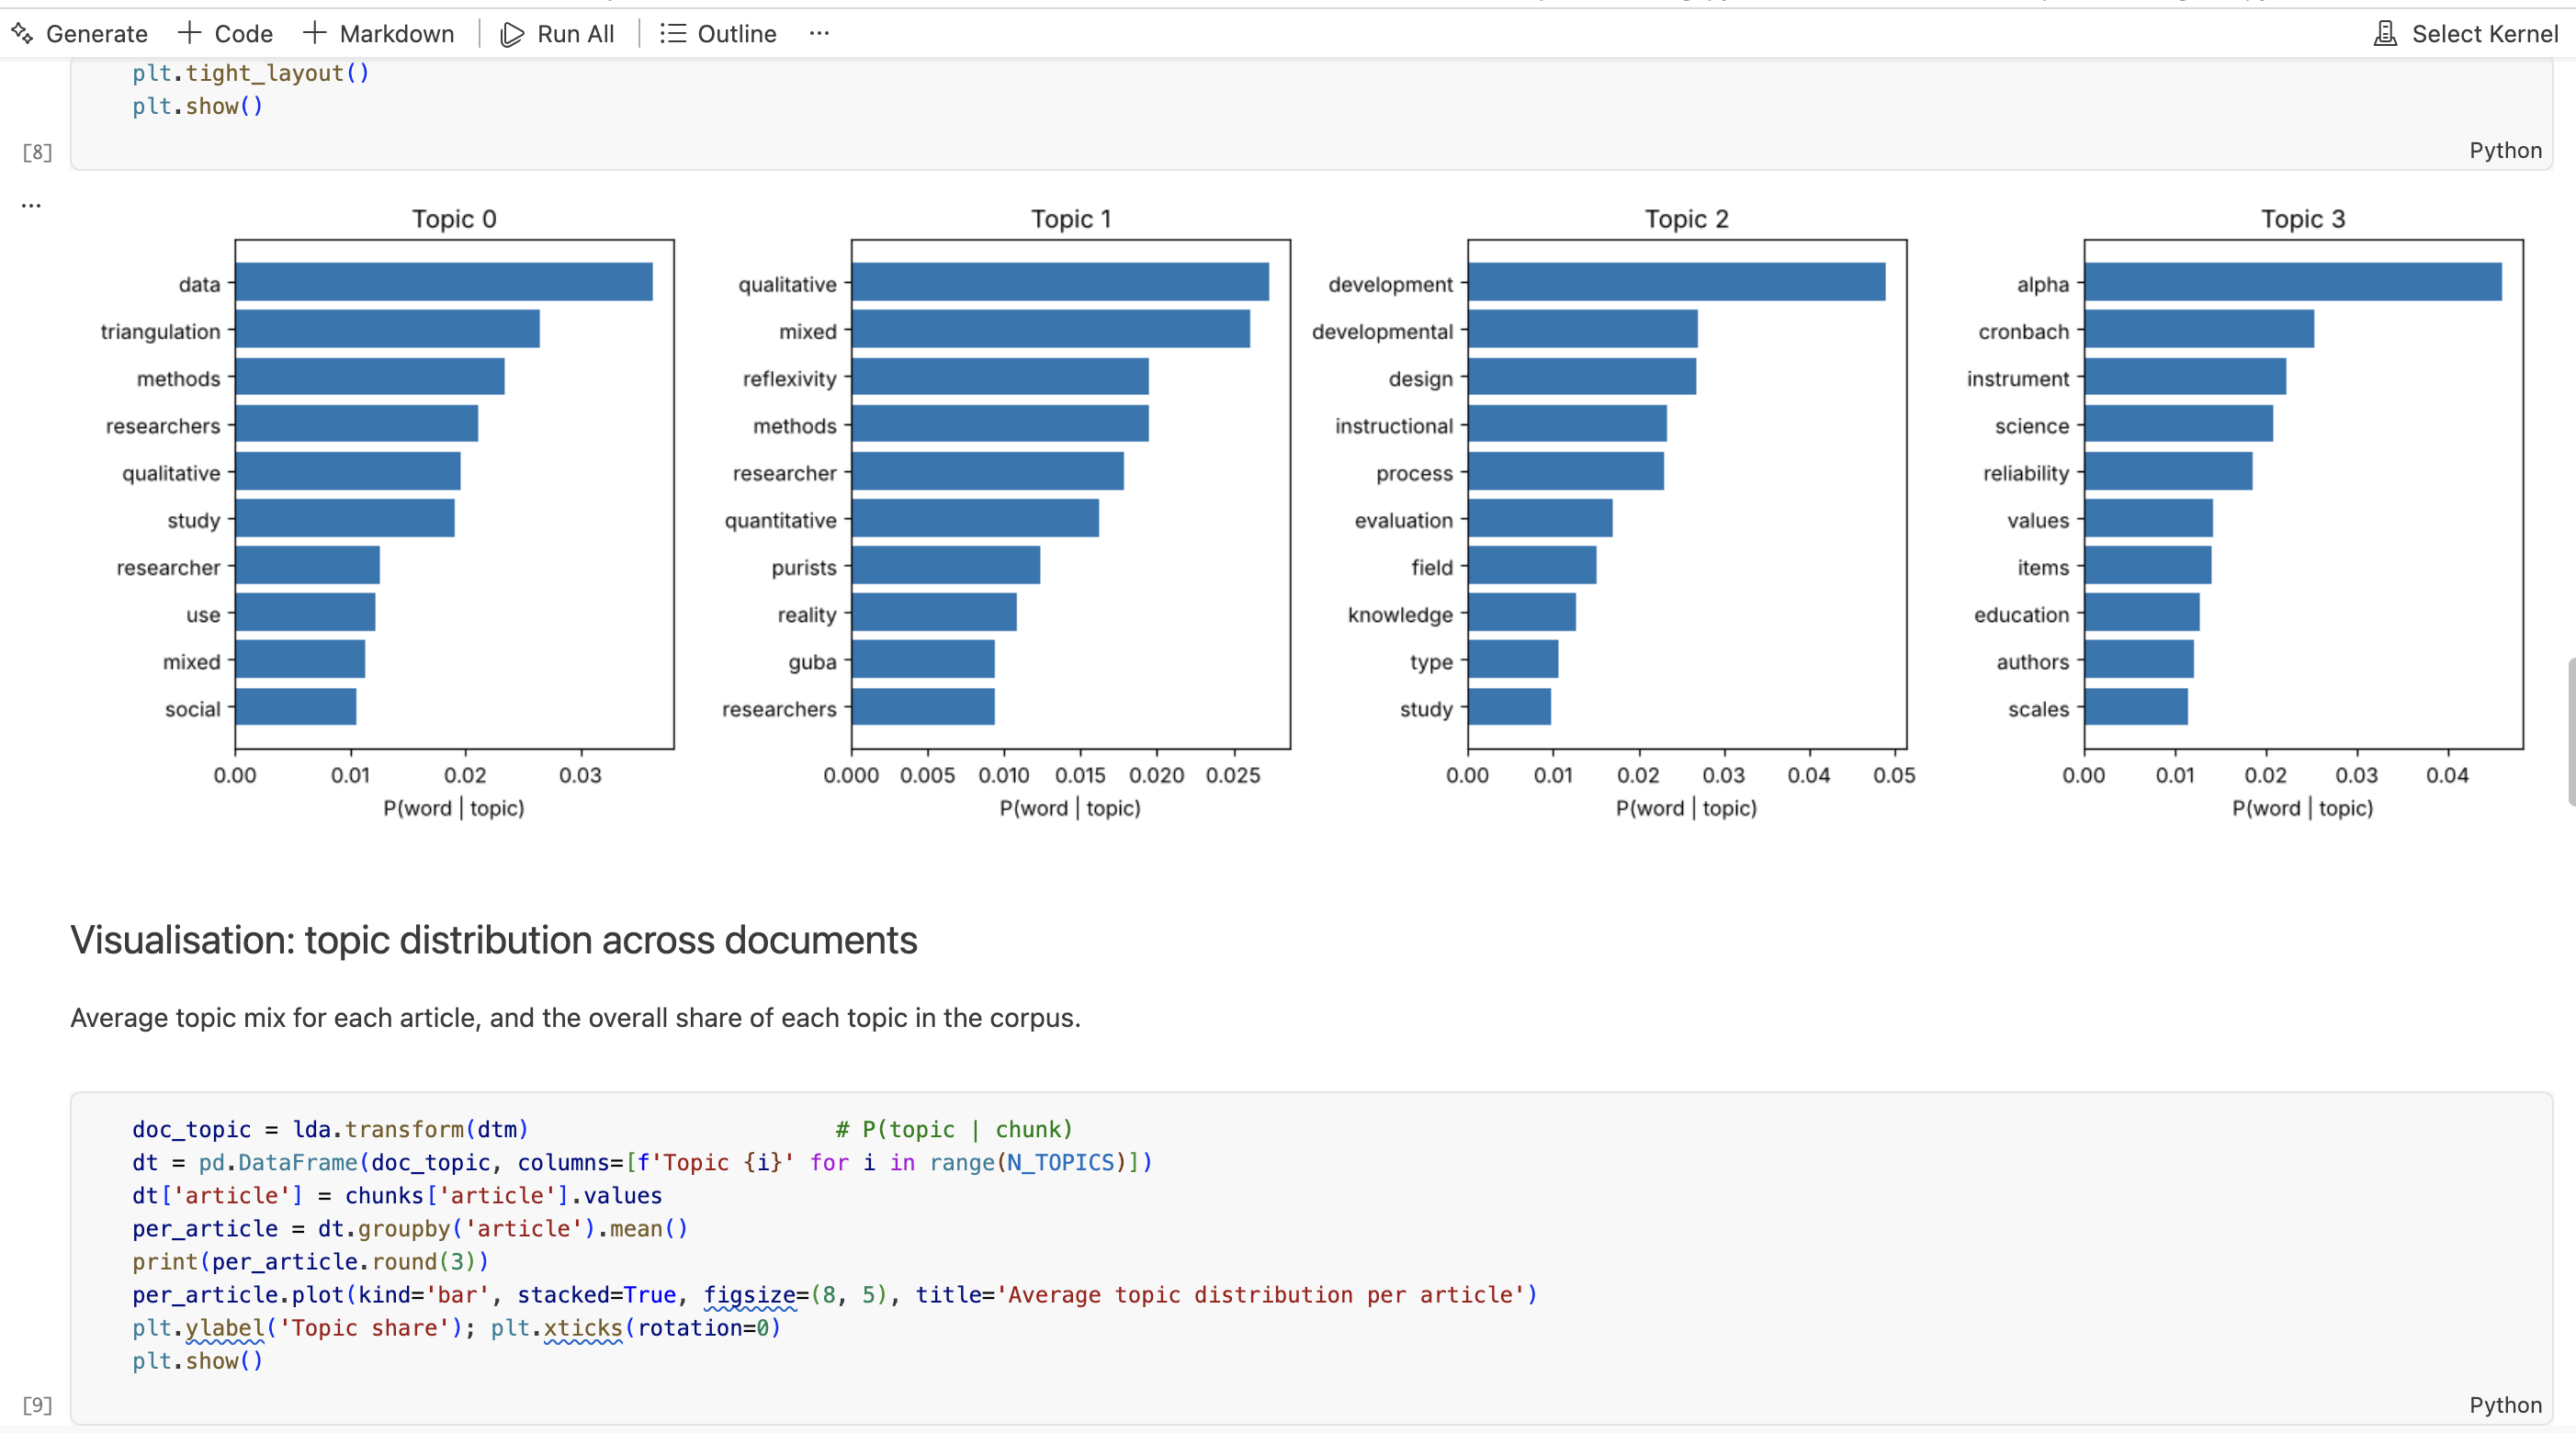 Generate + Code + Markdown Run All Outline ... Select Kernel
plt.tight_layout()
plt.show()
[8]
Python
...
Topic 0
data
triangulation
methods
researchers
qualitative
study
researcher
use
mixed
social
0.00 0.01 0.02 0.03
P(word | topic)
Topic 1
qualitative
mixed
reflexivity
methods
researcher
quantitative
purists
reality
guba
researchers
0.000 0.005 0.010 0.015 0.020 0.025
P(word | topic)
Topic 2
development
developmental
design
instructional
process
evaluation
field
knowledge
type
study
0.00 0.01 0.02 0.03 0.04 0.05
P(word | topic)
Topic 3
alpha
cronbach
instrument
science
reliability
values
items
education
authors
scales
0.00 0.01 0.02 0.03 0.04
P(word | topic)
Visualisation: topic distribution across documents
Average topic mix for each article, and the overall share of each topic in the corpus.
doc_topic = lda.transform(dtm) # P(topic | chunk)
dt = pd.DataFrame(doc_topic, columns=[f'Topic {i}' for i in range(N_TOPICS)])
dt['article'] = chunks['article'].values
per_article = dt.groupby('article').mean()
print(per_article.round(3))
per_article.plot(kind='bar', stacked=True, figsize=(8, 5), title='Average topic distribution per article')
plt.ylabel('Topic share'); plt.xticks(rotation=0)
plt.show()
[9]
Python